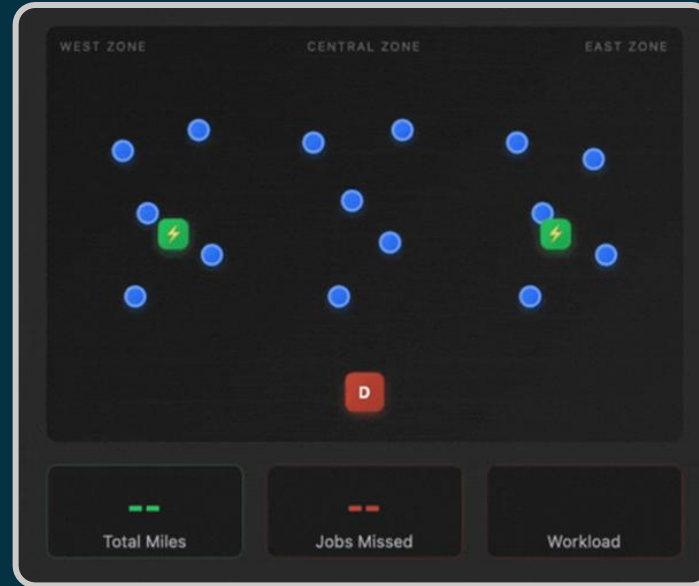 WEST ZONE CENTRAL ZONE EAST ZONE
D
-- -- 
Total Miles Jobs Missed Workload